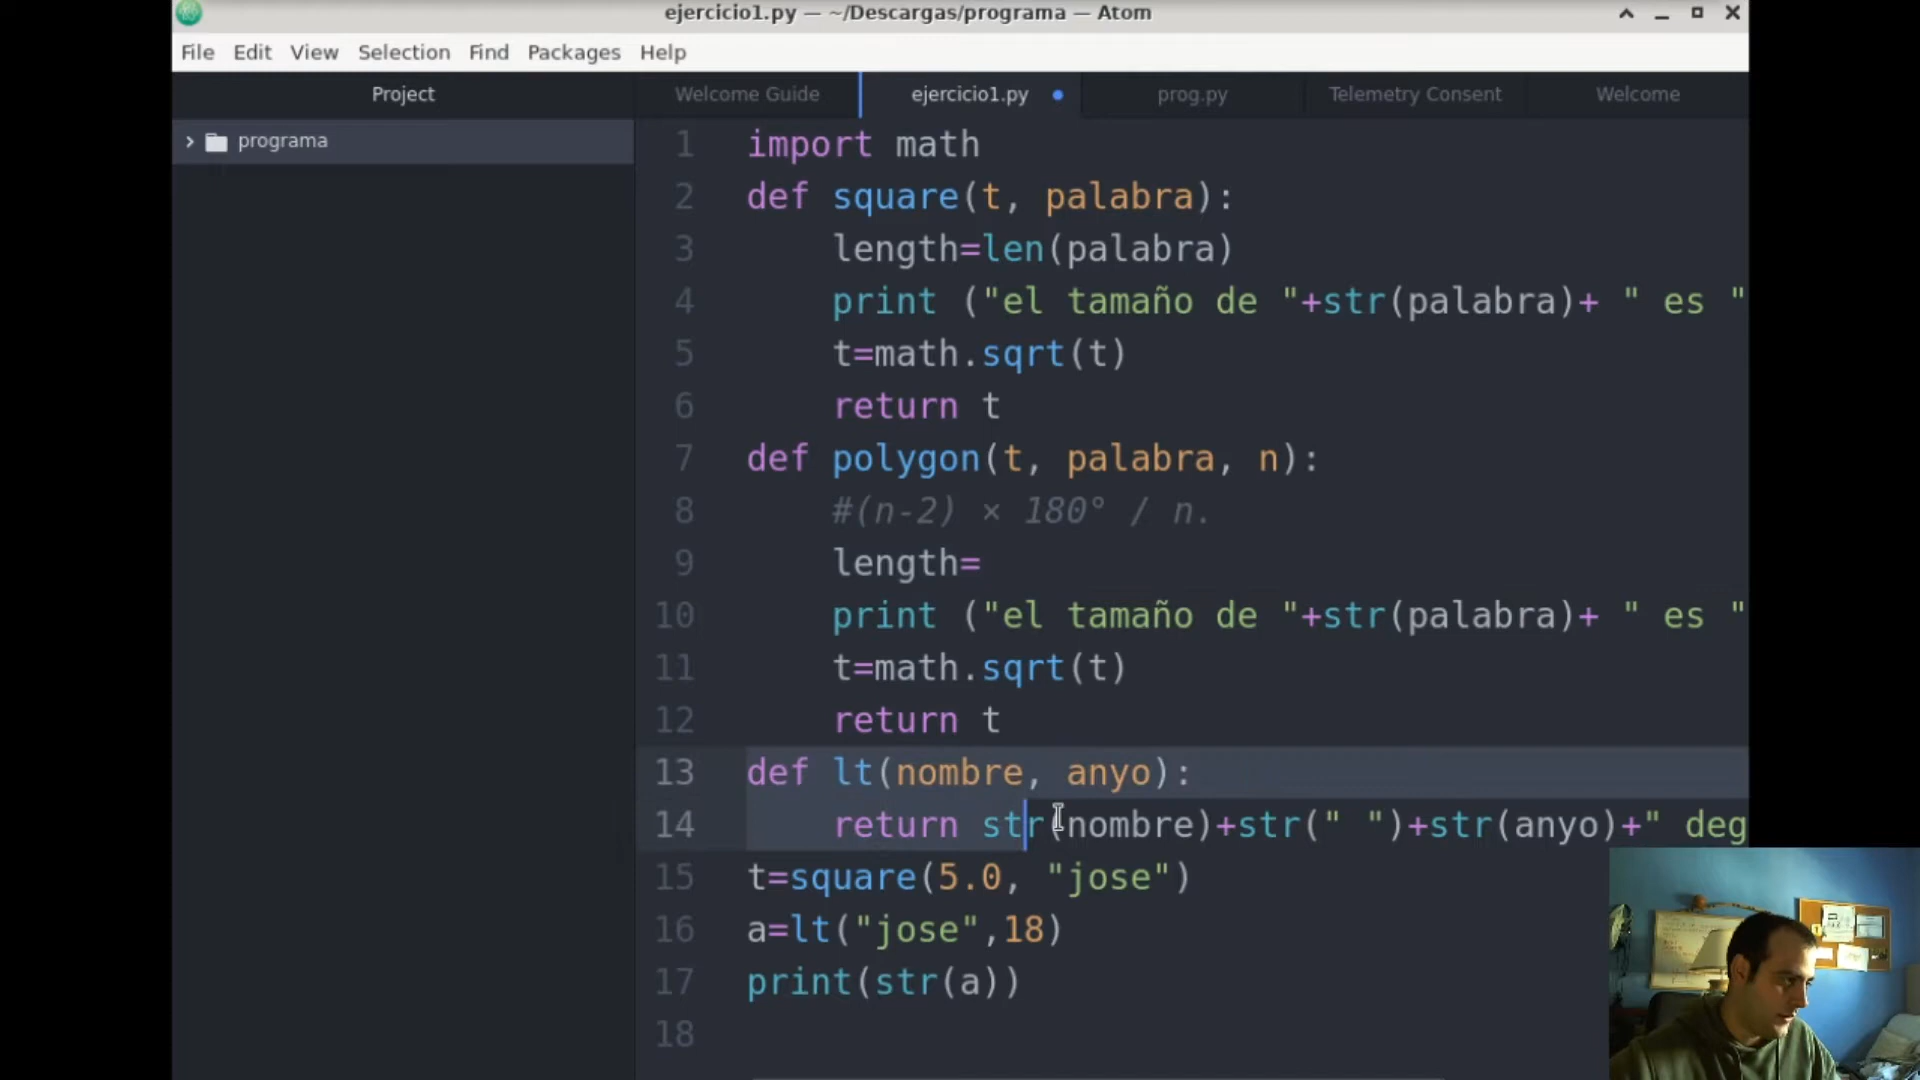 ejercicio1.py — ~/Descargas/programa — Atom
File Edit View Selection Find Packages Help
Project
Welcome Guide
ejercicio1.py
prog.py
Telemetry Consent
Welcome
programa
1 import math
2 def square(t, palabra):
3 length=len(palabra)
4 print ("el tamaño de "+str(palabra)+ " es "
5 t=math.sqrt(t)
6 return t
7 def polygon(t, palabra, n):
8 #(n-2) × 180° / n.
9 length=
10 print ("el tamaño de "+str(palabra)+ " es "
11 t=math.sqrt(t)
12 return t
13 def lt(nombre, anyo):
14 return str(nombre)+str(" ")+str(anyo)+" deg
15 t=square(5.0, "jose")
16 a=lt("jose",18)
17 print(str(a))
18